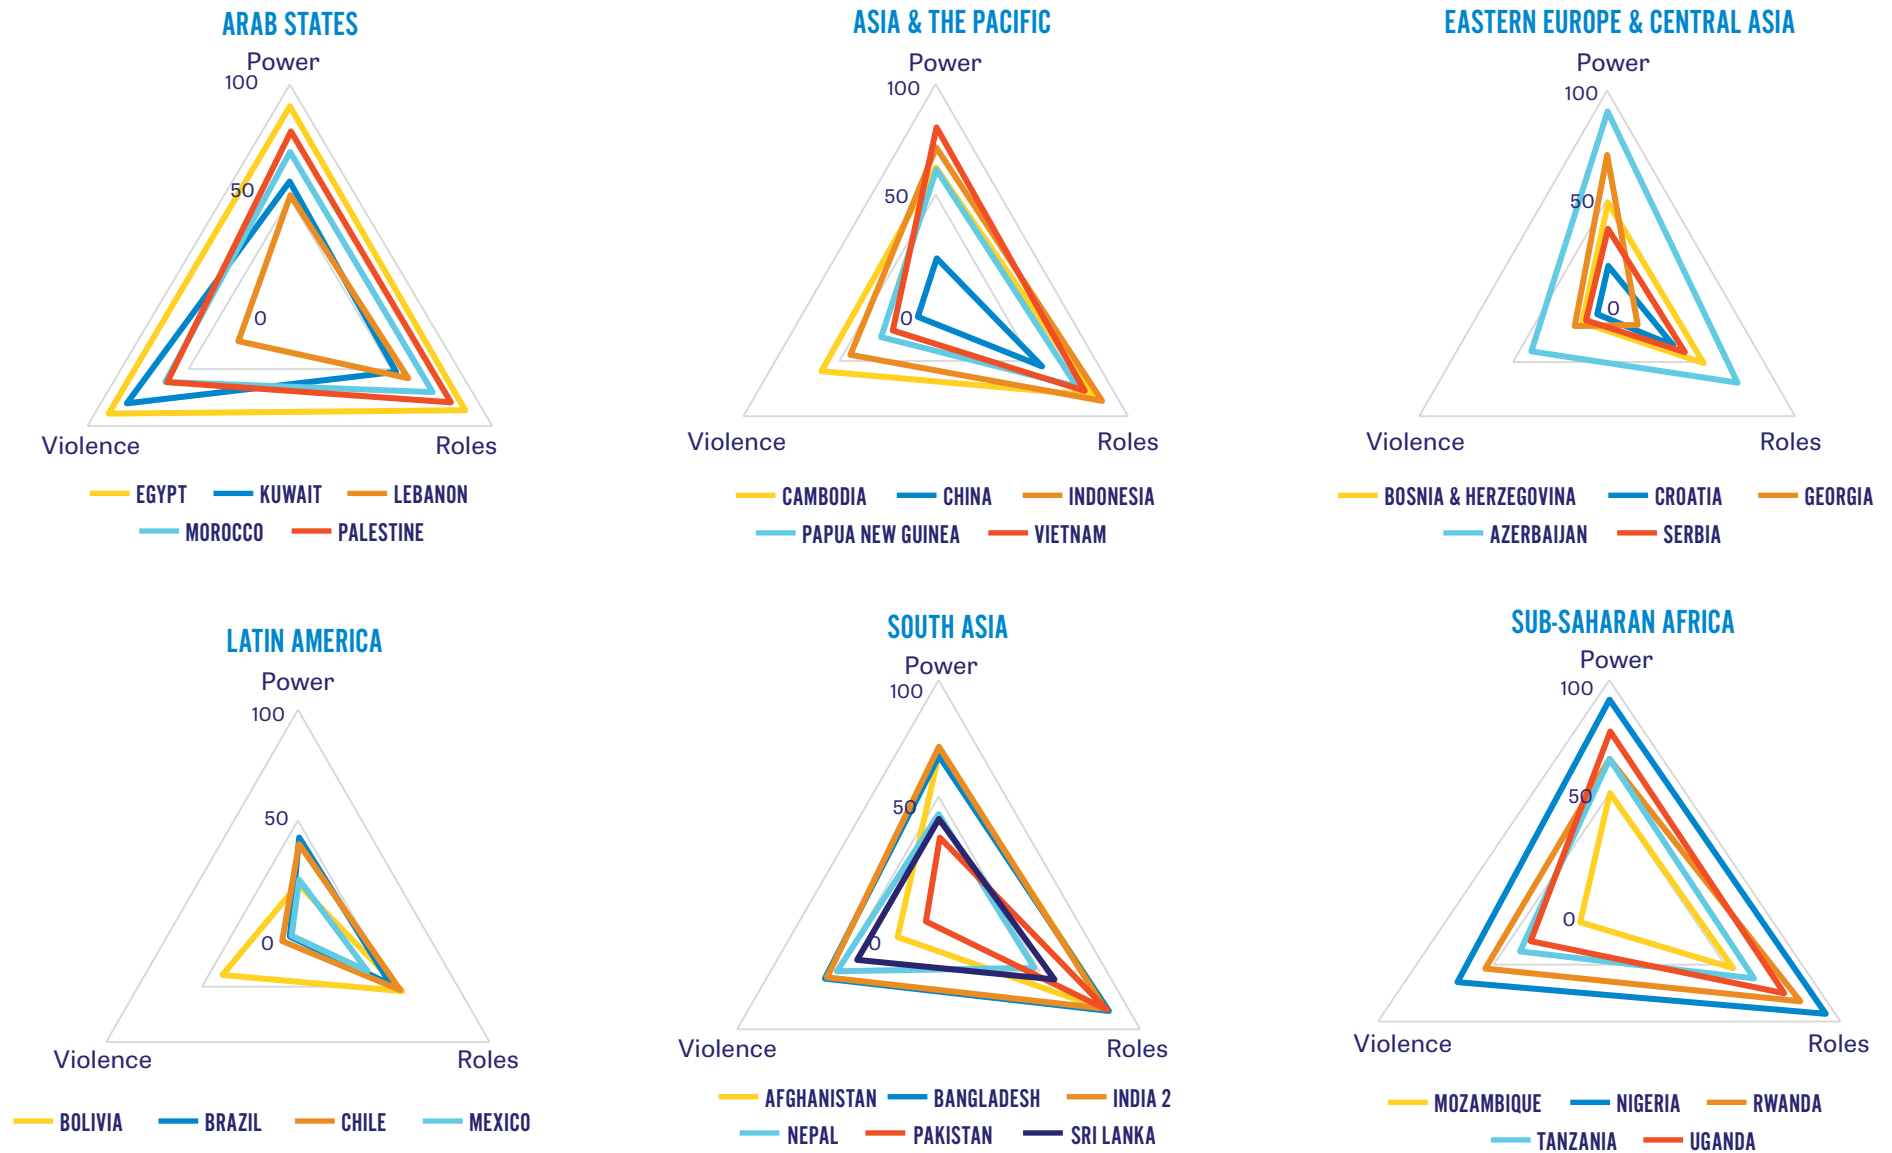 ARAB STATES
Power
100
50
0
Violence
Roles
EGYPT KUWAIT LEBANON
MOROCCO PALESTINE
ASIA & THE PACIFIC
Power
100
50
0
Violence
Roles
CAMBODIA CHINA INDONESIA
PAPUA NEW GUINEA VIETNAM
EASTERN EUROPE & CENTRAL ASIA
Power
100
50
0
Violence
Roles
BOSNIA & HERZEGOVINA CROATIA GEORGIA
AZERBAIJAN SERBIA
LATIN AMERICA
Power
100
50
0
Violence
Roles
BOLIVIA BRAZIL CHILE MEXICO
SOUTH ASIA
Power
100
50
0
Violence
Roles
AFGHANISTAN BANGLADESH INDIA 2
NEPAL PAKISTAN SRI LANKA
SUB-SAHARAN AFRICA
Power
100
50
0
Violence
Roles
MOZAMBIQUE NIGERIA RWANDA
TANZANIA UGANDA